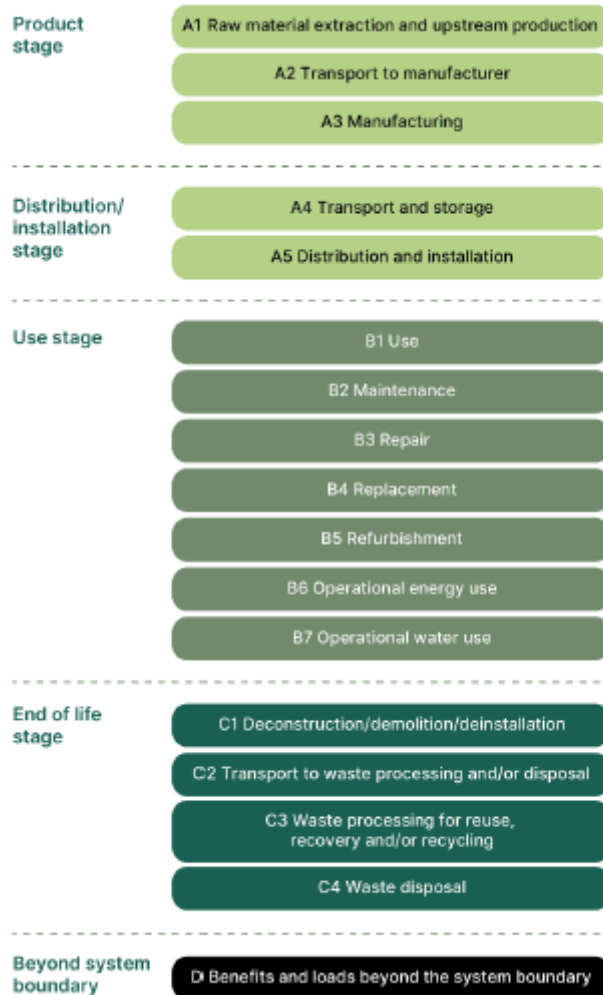 Product
stage
A1 Raw material extraction and upstream production
A2 Transport to manufacturer
A3 Manufacturing
Distribution/
installation
stage
A4 Transport and storage
A5 Distribution and installation
Use stage
B1 Use
B2 Maintenance
B3 Repair
B4 Replacement
B5 Refurbishment
B6 Operational energy use
B7 Operational water use
End of life
stage
C1 Deconstruction/demolition/deinstallation
C2 Transport to waste processing and/or disposal
C3 Waste processing for reuse,
recovery and/or recycling
C4 Waste disposal
Beyond system
boundary
D Benefits and loads beyond the system boundary